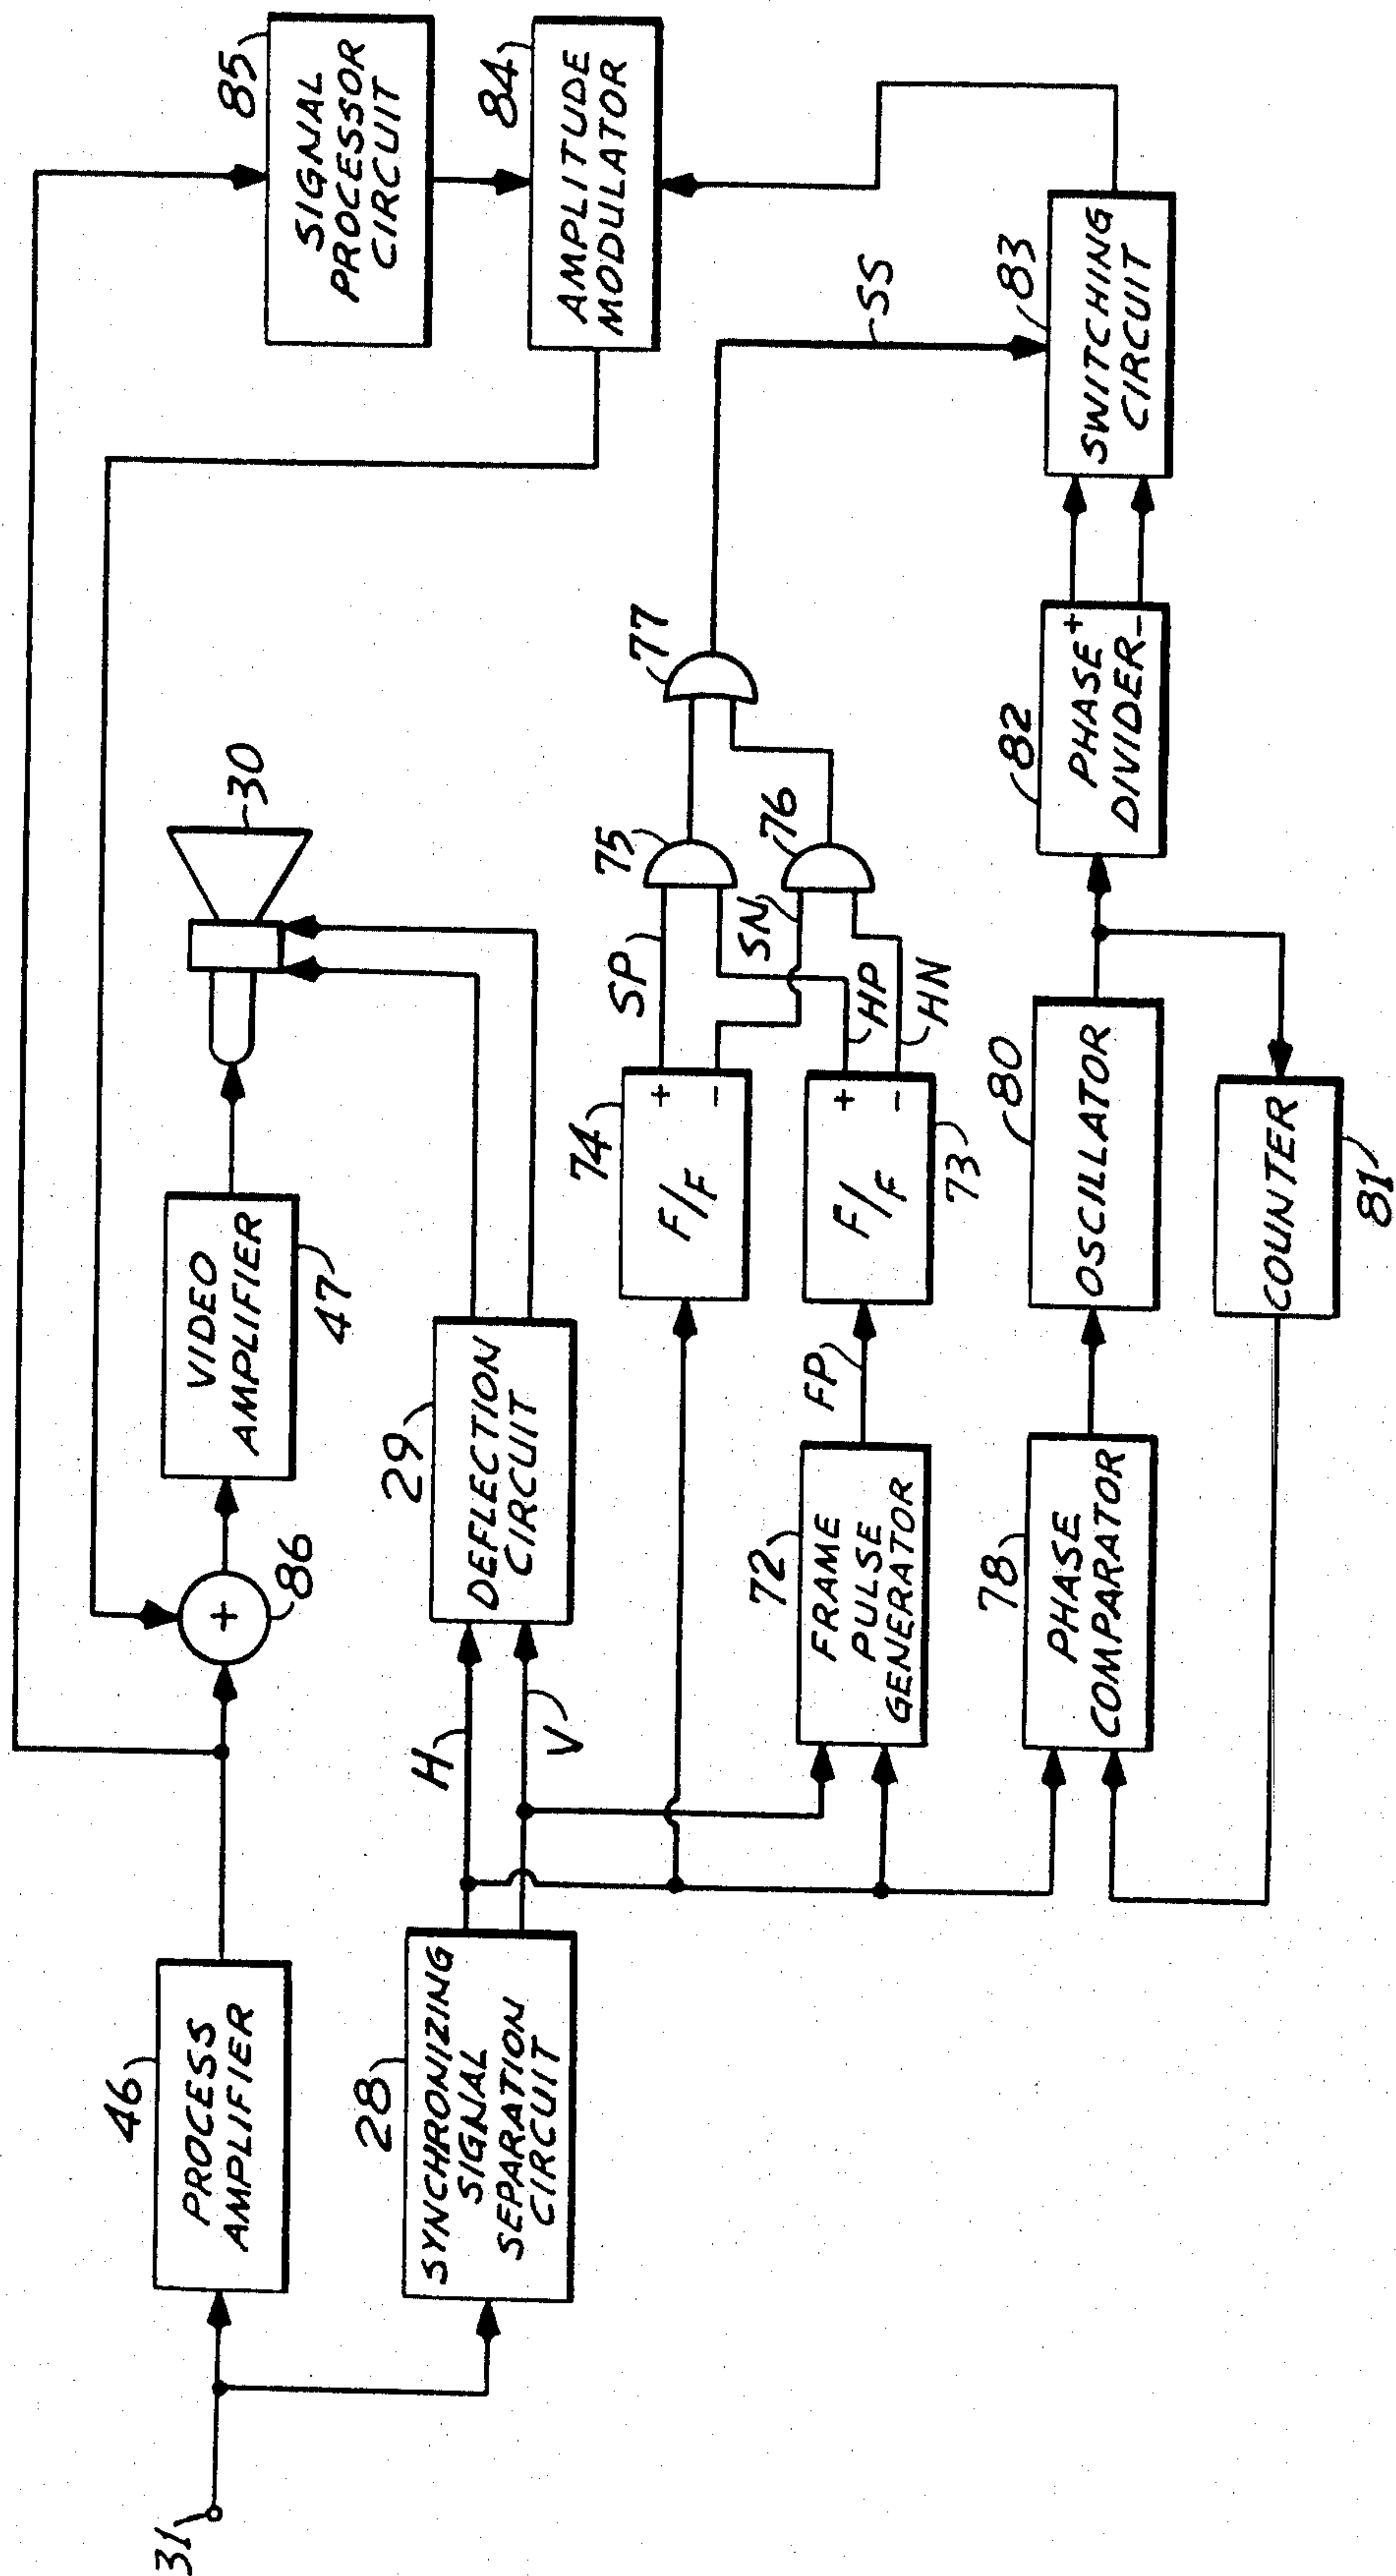 31
46
PROCESS
AMPLIFIER
+
86
VIDEO
AMPLIFIER
47
30
85
SIGNAL
PROCESSOR
CIRCUIT
84
AMPLITUDE
MODULATOR
28
SYNCHRONIZING
SIGNAL
SEPARATION
CIRCUIT
H
V
29
DEFLECTION
CIRCUIT
74
F/F
+
-
SP
75
SN
76
77
SS
72
FRAME
PULSE
GENERATOR
FP
F/F
+
-
73
HP
HN
78
PHASE
COMPARATOR
80
OSCILLATOR
82
PHASE +
DIVIDER -
83
SWITCHING
CIRCUIT
COUNTER
81